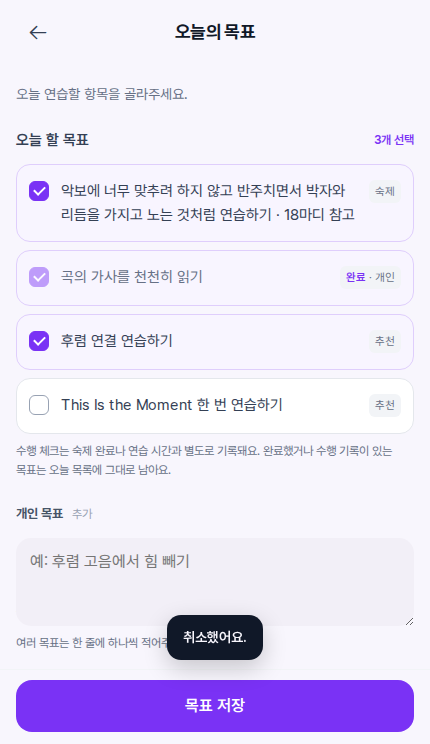 오늘의 목표
오늘 연습할 항목을 골라주세요.
오늘 할 목표
3개 선택
악보에 너무 맞추려 하지 않고 반주치면서 박자와
리듬을 가지고 노는 것처럼 연습하기 · 18마디 참고
숙제
곡의 가사를 천천히 읽기
완료 · 개인
후렴 연결 연습하기
추천
This Is the Moment 한 번 연습하기
추천
수행 체크는 숙제 완료나 연습 시간과 별도로 기록돼요. 완료했거나 수행 기록이 있는
목표는 오늘 목록에 그대로 남아요.
개인 목표 추가
예: 후렴 고음에서 힘 빼기
여러 목표는 한 줄에 하나씩
취소했어요.
목표 저장